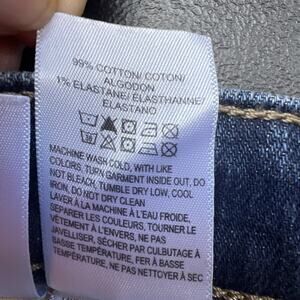 99% COTTON/ COTON/
ALGODON
1% ELASTANE/ ELASTHANNE/
ELASTANO
MACHINE WASH COLD, WITH LIKE
COLORS, TURN GARMENT INSIDE OUT, DO
NOT BLEACH, TUMBLE DRY LOW, COOL
IRON, DO NOT DRY CLEAN
LAVER A LA MACHINE À L'EAU FROIDE,
SEPARER LES COULEURS, TOURNER LE
VÊTEMENT À L'ENVERS, NE PAS
JAVELLISER, SÉCHER PAR CULBUTAGE À
BASSE TEMPÉRATURE, FER À BASSE
TEMPÉRATURE, NE PAS NETTOYER À SEC